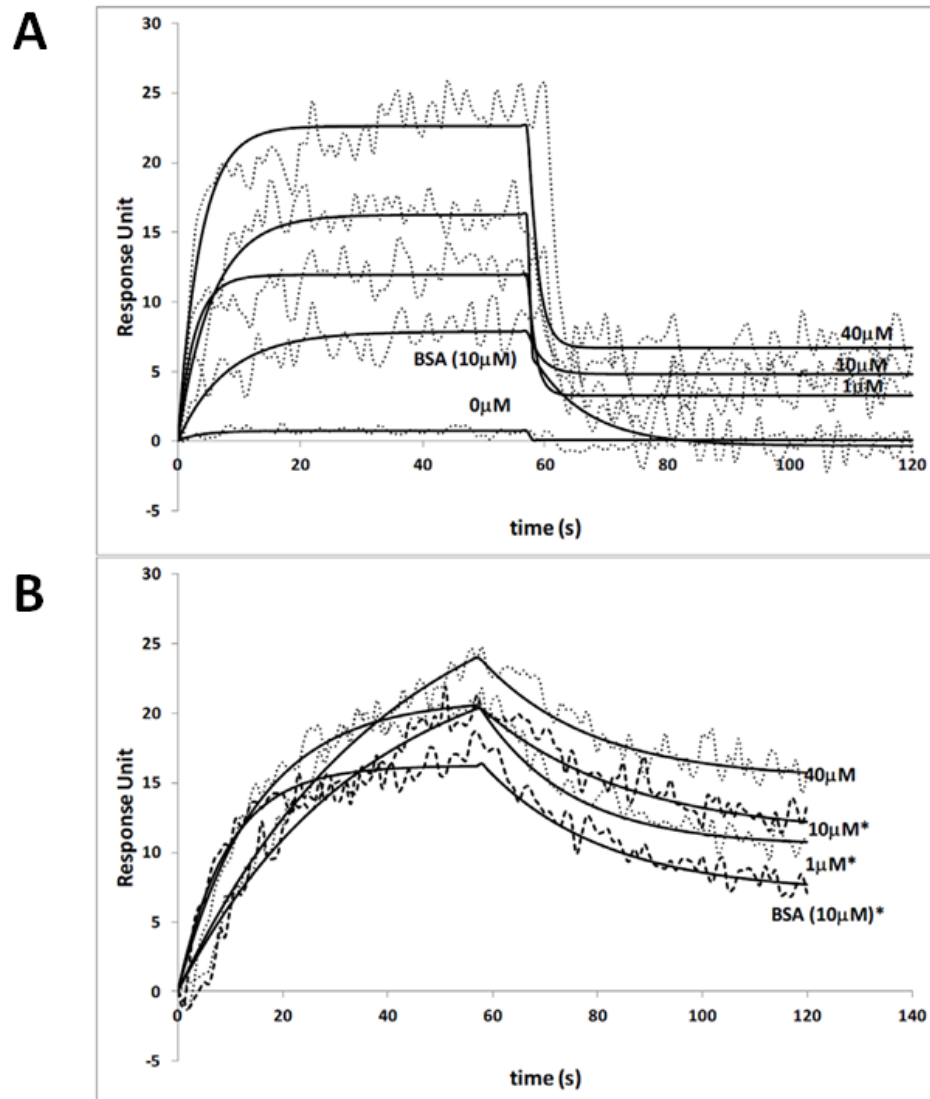 A
30
25
20
15
10
5
0
-5
Response Unit
BSA (10μM)
0μM
40μM
10μM
1μM
0 20 40 60 80 100 120
time (s)
B
30
25
20
15
10
5
0
-5
Response Unit
40μM
10μM*
1μM*
BSA (10μM)*
0 20 40 60 80 100 120 140
time (s)